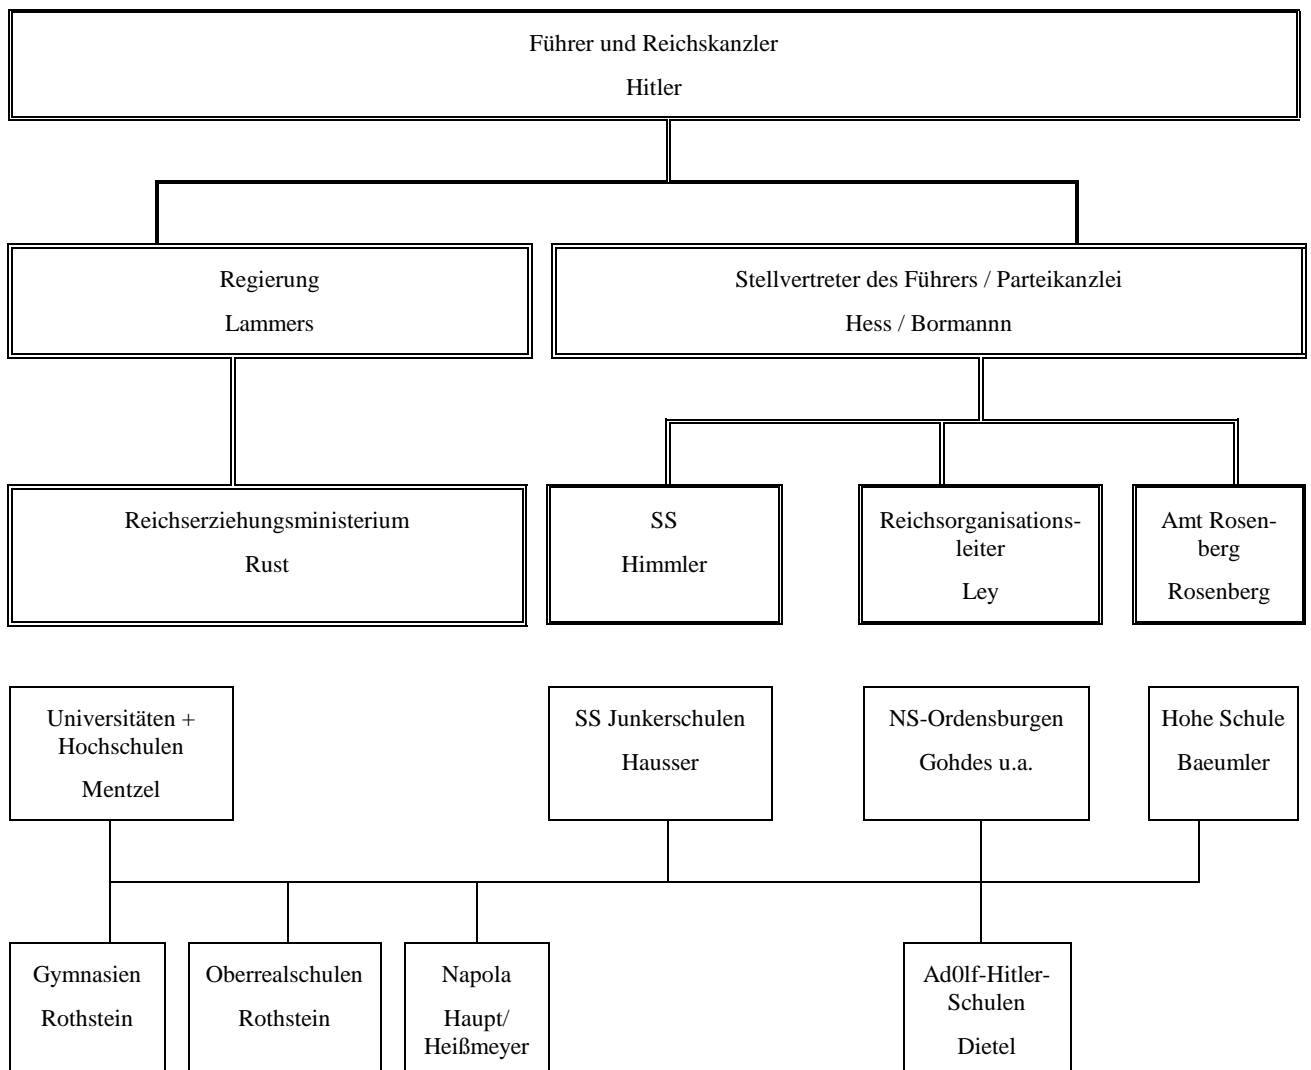 Führer und Reichskanzler
Hitler
Regierung
Lammers
Stellvertreter des Führers / Parteikanzlei
Hess / Bormannn
Reichserziehungsministerium
Rust
SS
Himmler
Reichsorganisations-
leiter
Ley
Amt Rosen-
berg
Rosenberg
Universitäten +
Hochschulen
Mentzel
SS Junkerschulen
Hausser
NS-Ordensburgen
Gohdes u.a.
Hohe Schule
Baeumler
Gymnasien
Rothstein
Oberrealschulen
Rothstein
Napola
Haupt/
Heißmeyer
Ad0lf-Hitler-
Schulen
Dietel